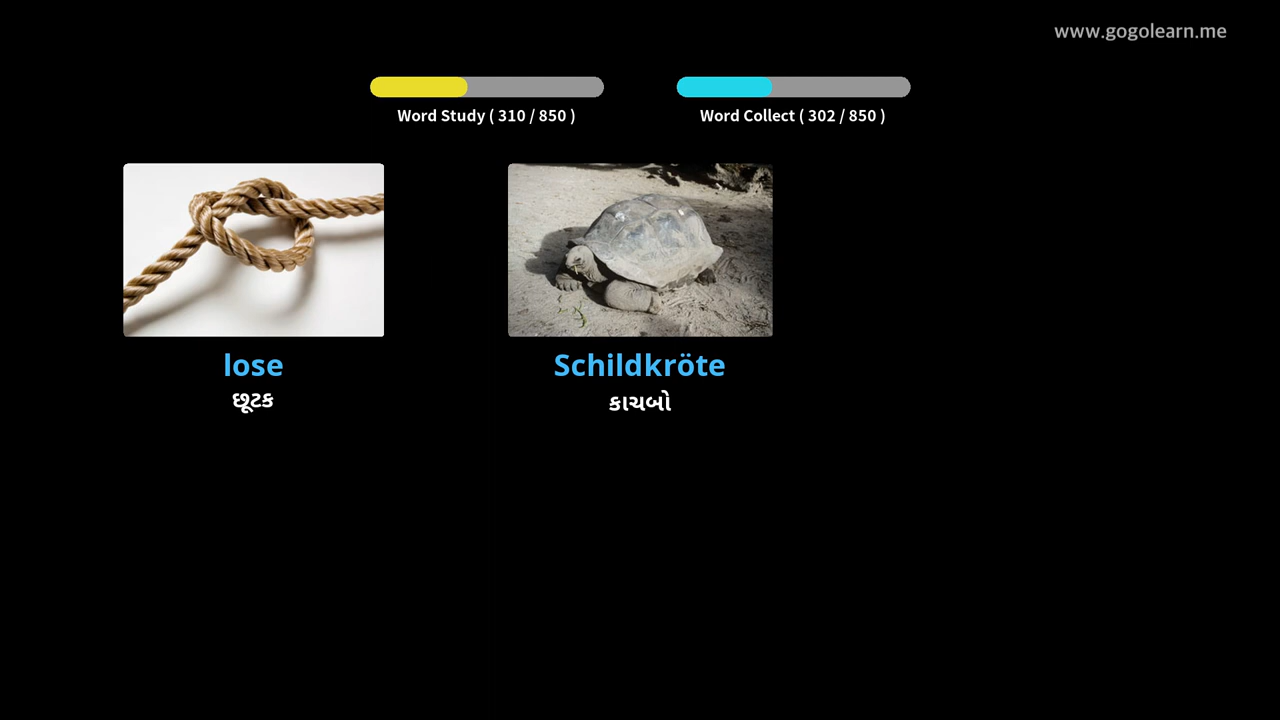 www.gogolearn.me
Word Study ( 310 / 850 )
Word Collect ( 302 / 850 )
lose
છૂટક
Schildkröte
કાચબો